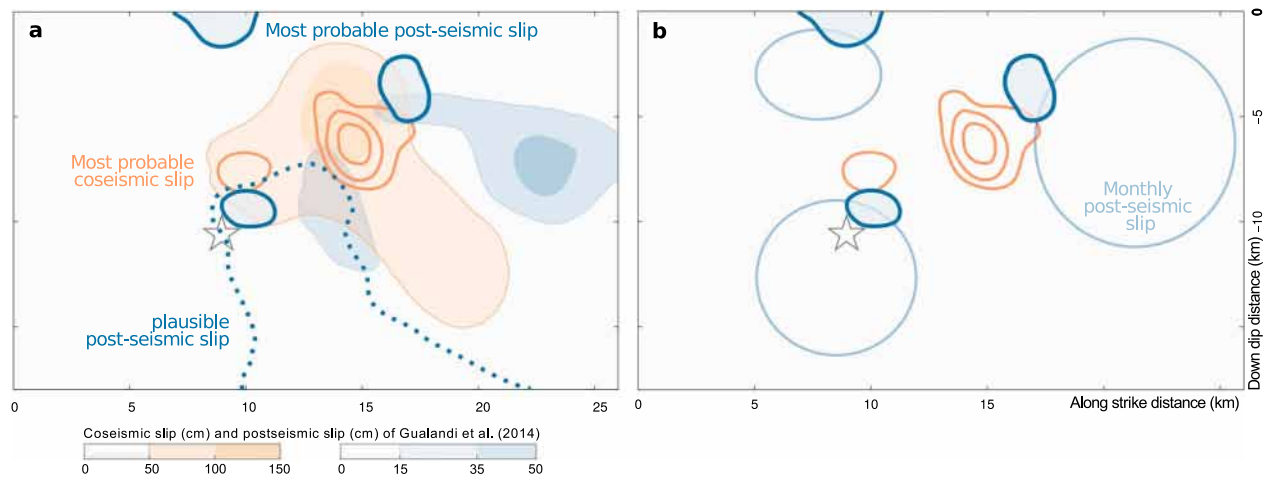 a
Most probable post-seismic slip
Most probable
coseismic slip
plausible
post-seismic slip
0 5 10 15 20 25
Coseismic slip (cm) and postseismic slip (cm) of Gualandi et al. (2014)
0 50 100 150
0 15 35 50
b
Monthly
post-seismic
slip
0 5 10 15 Along strike distance (km)
0
−5
−10
Down dip distance (km)